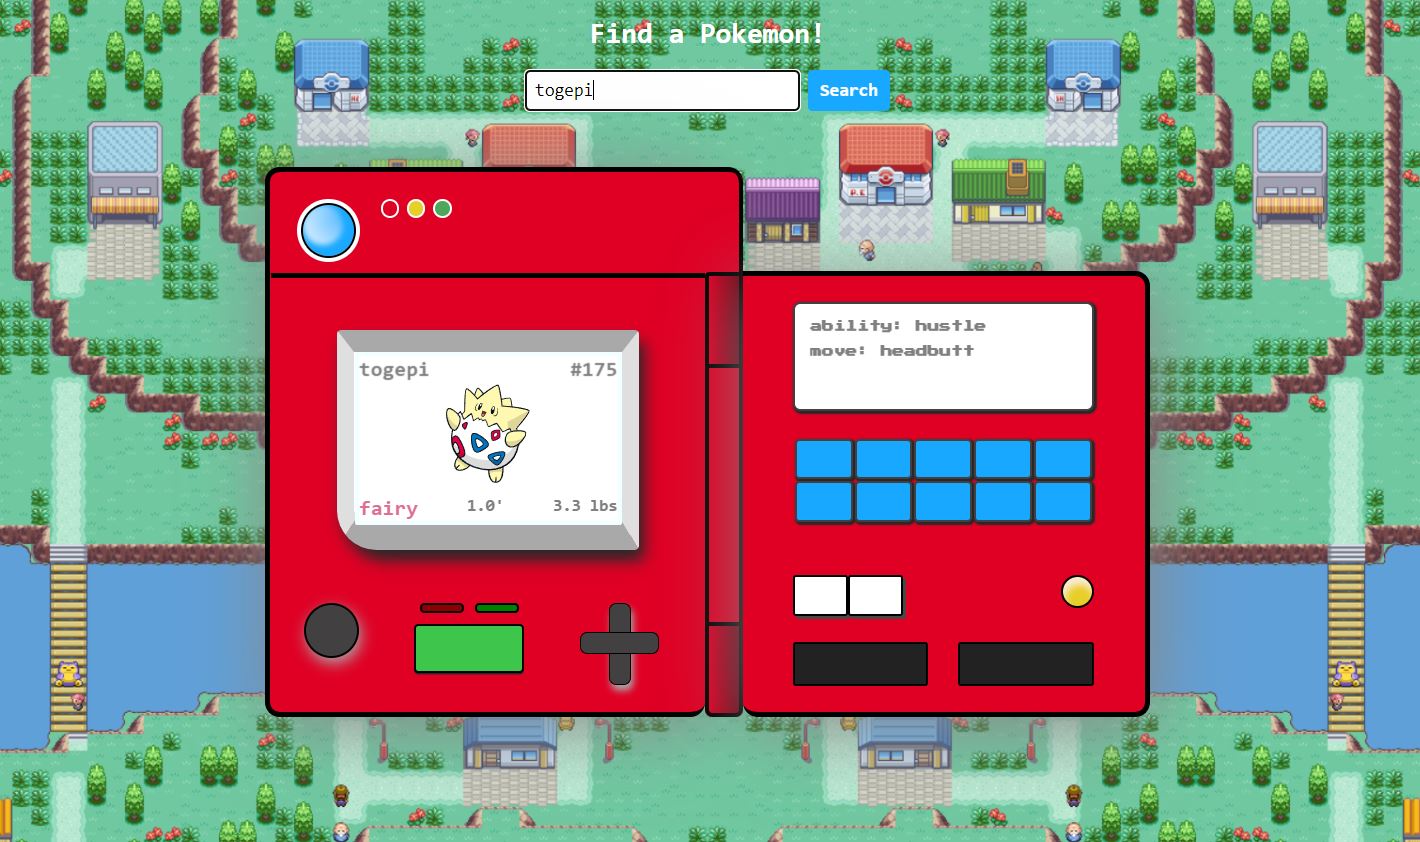 Find a Pokemon!
togepi
Search
togepi #175
fairy 1.0' 3.3 lbs
ability: hustle
move: headbutt
P.C